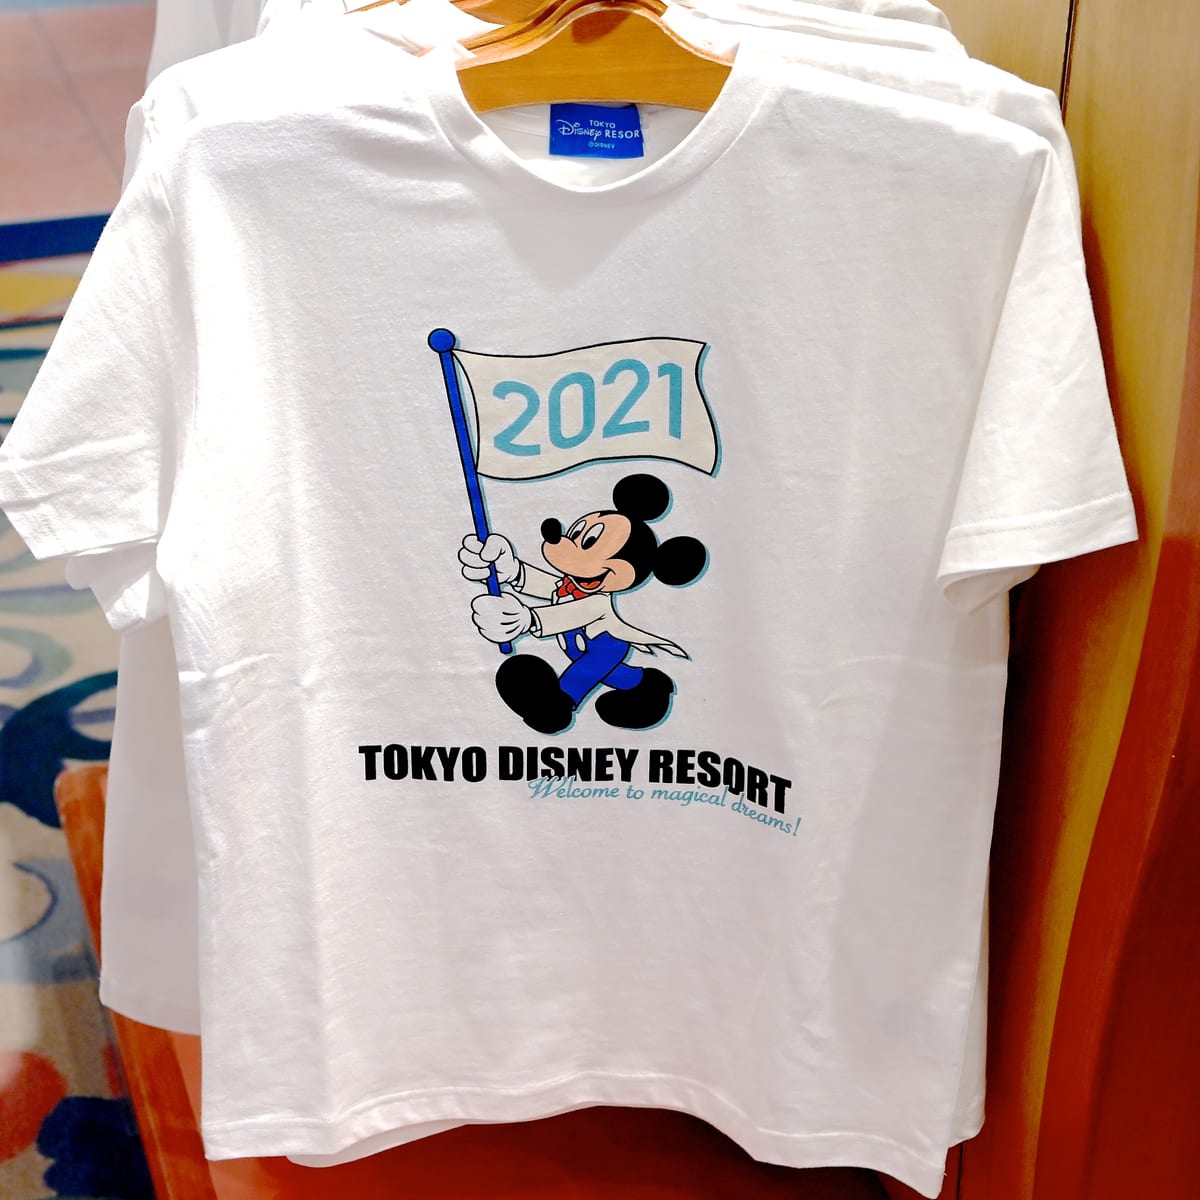 TOKYO
Disney RESOR
©DISNEY
2021
TOKYO DISNEY RESORT
Welcome to magical dreams!